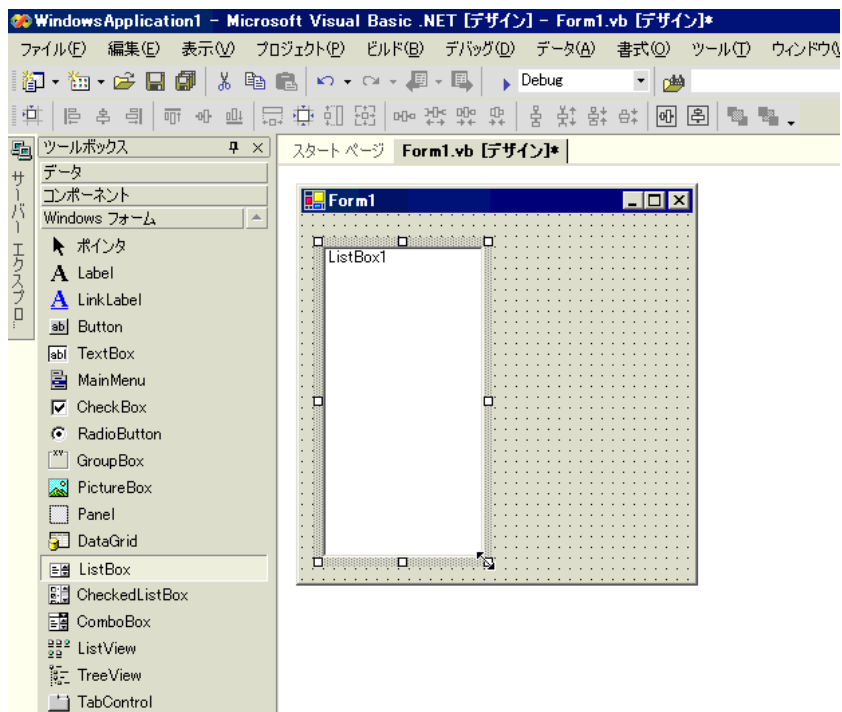 WindowsApplication1 - Microsoft Visual Basic .NET [デザイン] - Form1.vb [デザイン]*
ファイル(F) 編集(E) 表示(V) プロジェクト(P) ビルド(B) デバッグ(D) データ(A) 書式(O) ツール(T) ウィンドウ(
Debug
ツールボックス
スタート ページ Form1.vb [デザイン]*
サーバー エクスプロ...
データ
コンポーネント
Windows フォーム
ポインタ
A Label
A LinkLabel
ab Button
abl TextBox
MainMenu
CheckBox
RadioButton
XY GroupBox
PictureBox
Panel
DataGrid
ListBox
CheckedListBox
ComboBox
ListView
TreeView
TabControl
Form1
ListBox1